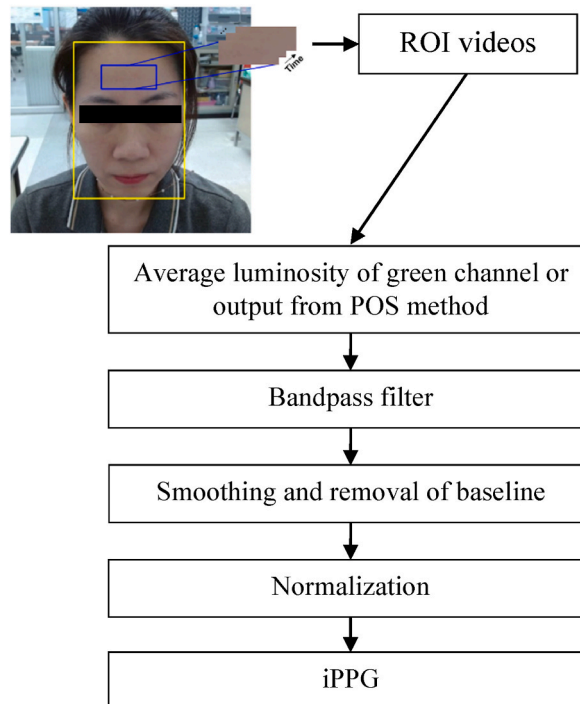 Time
ROI videos
Average luminosity of green channel or
output from POS method
Bandpass filter
Smoothing and removal of baseline
Normalization
iPPG